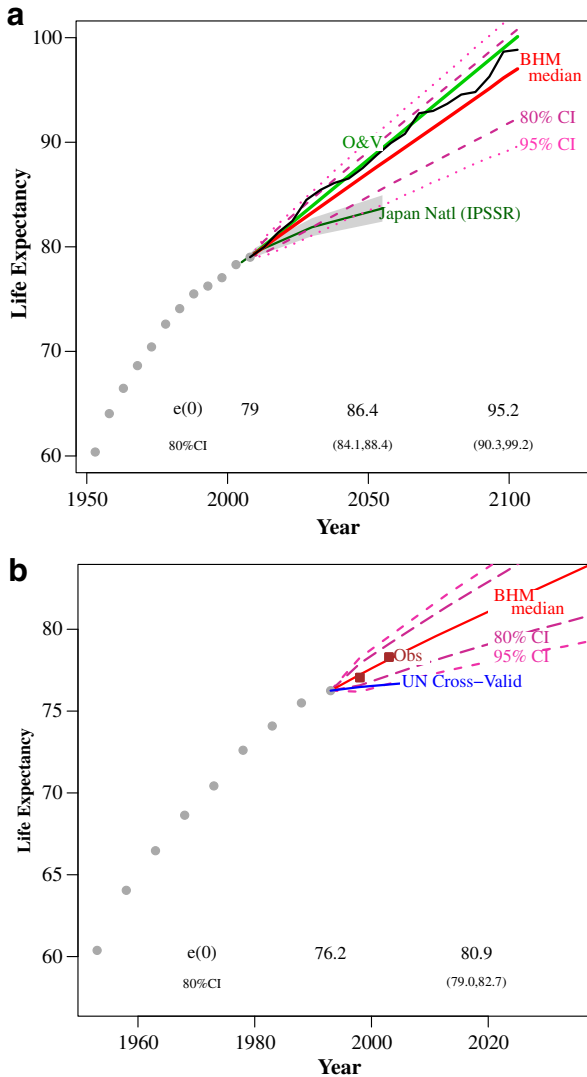 a
100
90
80
70
60
Life Expectancy
BHM
median
O&V
80% CI
95% CI
Japan Natl (IPSSR)
e(0) 79 86.4 95.2
80%CI (84.1,88.4) (90.3,99.2)
1950 2000 2050 2100
Year
b
80
75
70
65
60
Life Expectancy
BHM
median
Obs
80% CI
95% CI
UN Cross−Valid
e(0) 76.2 80.9
80%CI (79.0,82.7)
1960 1980 2000 2020
Year